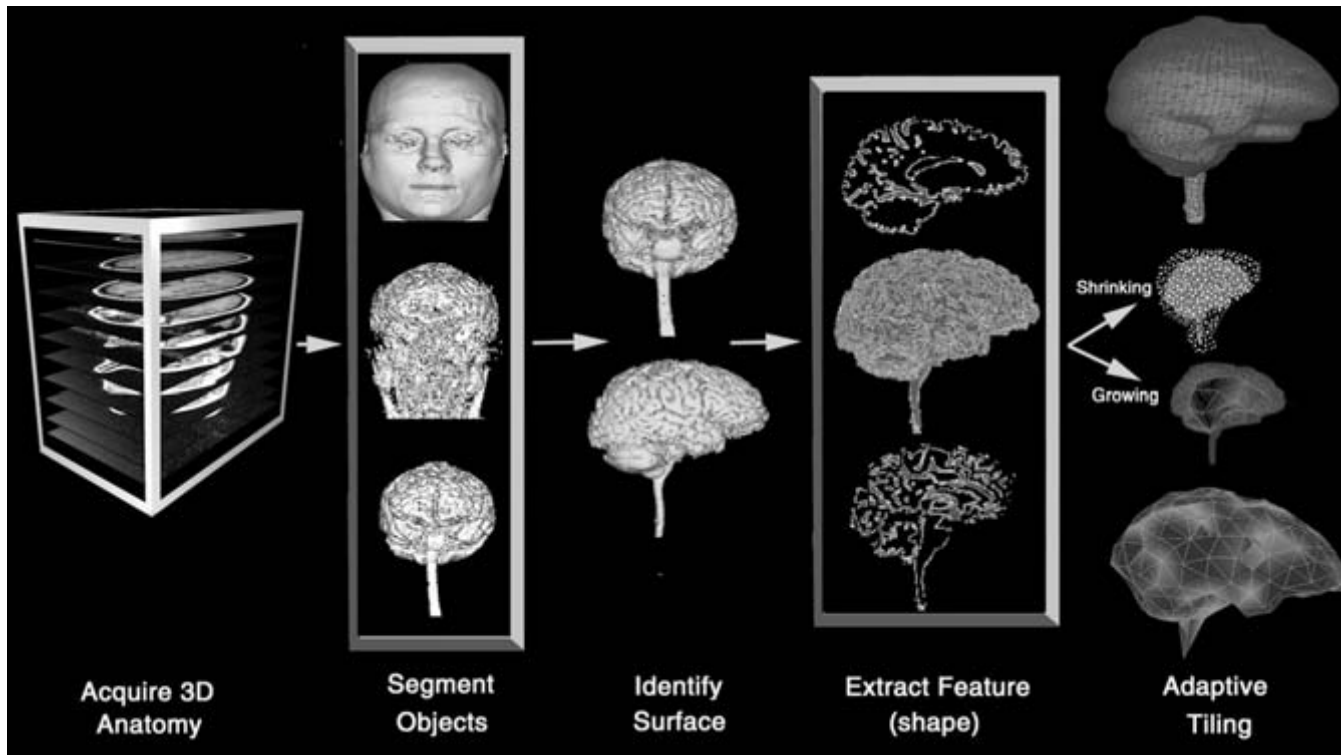 Shrinking
Growing
Acquire 3D
Anatomy
Segment
Objects
Identify
Surface
Extract Feature
(shape)
Adaptive
Tiling